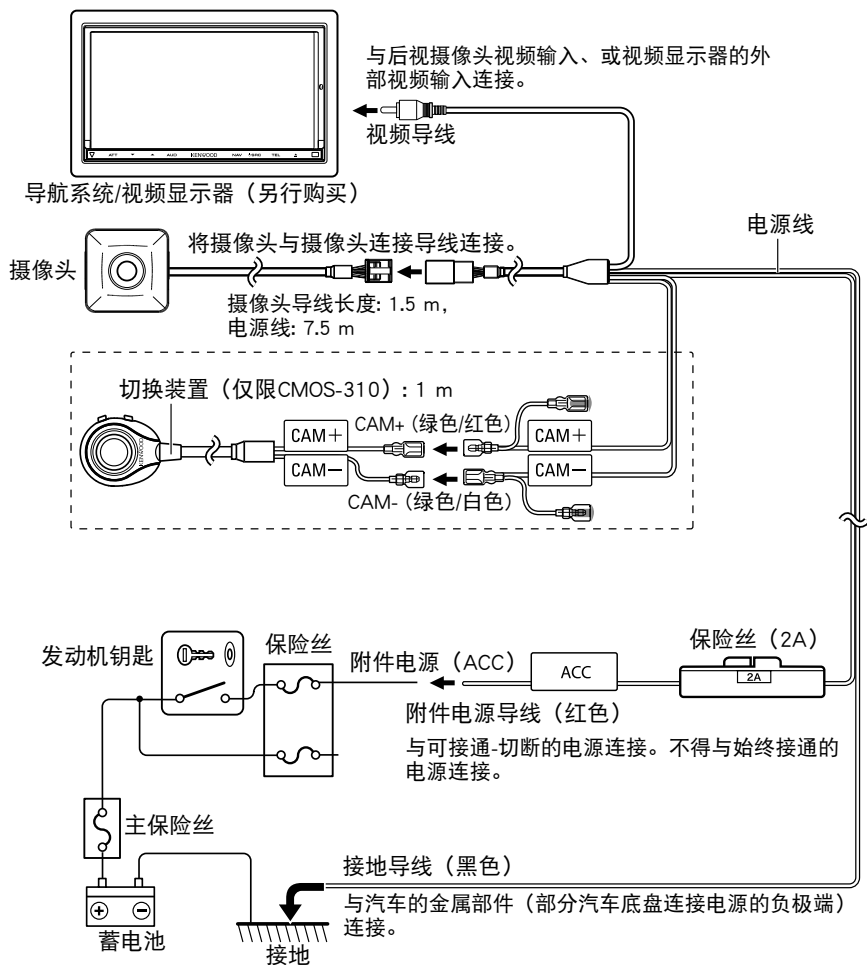 与后视摄像头视频输入、或视频显示器的外
部视频输入连接。
视频导线
ATT
AUD
KENWOOD
NAV
SRC
TEL
导航系统/视频显示器（另行购买）
电源线
将摄像头与摄像头连接导线连接。
摄像头
摄像头导线长度: 1.5 m,
电源线: 7.5 m
切换装置（仅限CMOS-310）: 1 m
KENWOOD
CAM+ (绿色/红色)
CAM+
CAM+
CAM−
CAM−
CAM- (绿色/白色)
发动机钥匙
保险丝
附件电源（ACC）
ACC
保险丝（2A）
2A
附件电源导线（红色）
与可接通-切断的电源连接。不得与始终接通的
电源连接。
主保险丝
接地导线（黑色）
与汽车的金属部件（部分汽车底盘连接电源的负极端）
连接。
+ −
蓄电池
接地